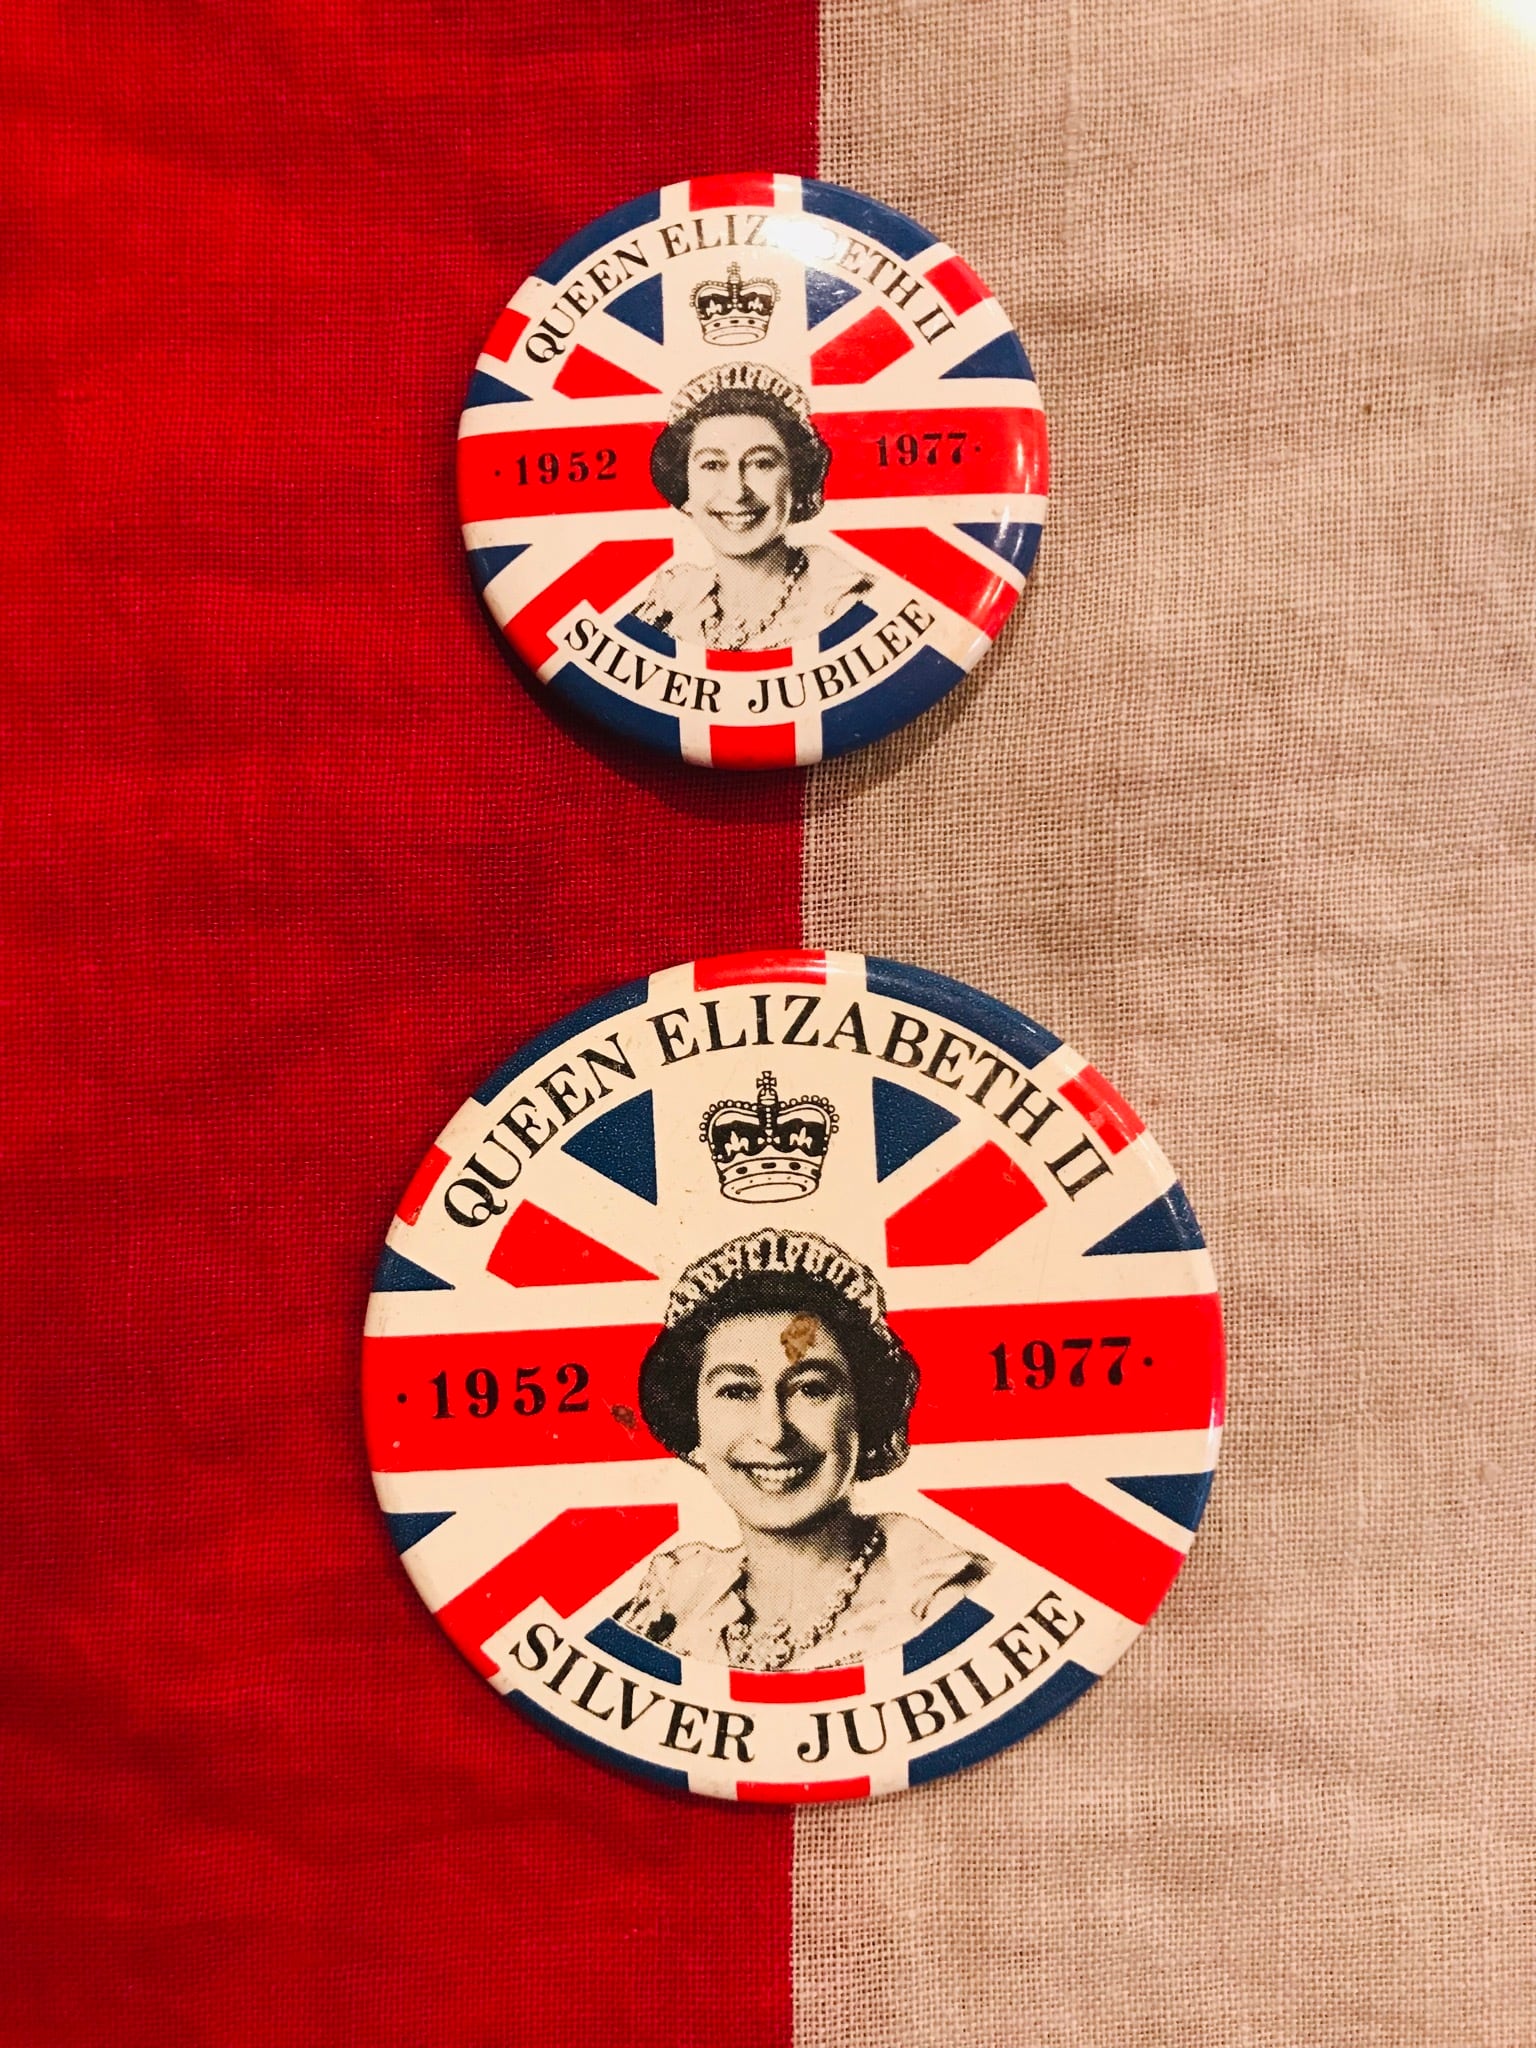 QUEEN ELIZABETH II
· 1952
1977 ·
SILVER JUBILEE
QUEEN ELIZABETH II
· 1952
1977 ·
SILVER JUBILEE